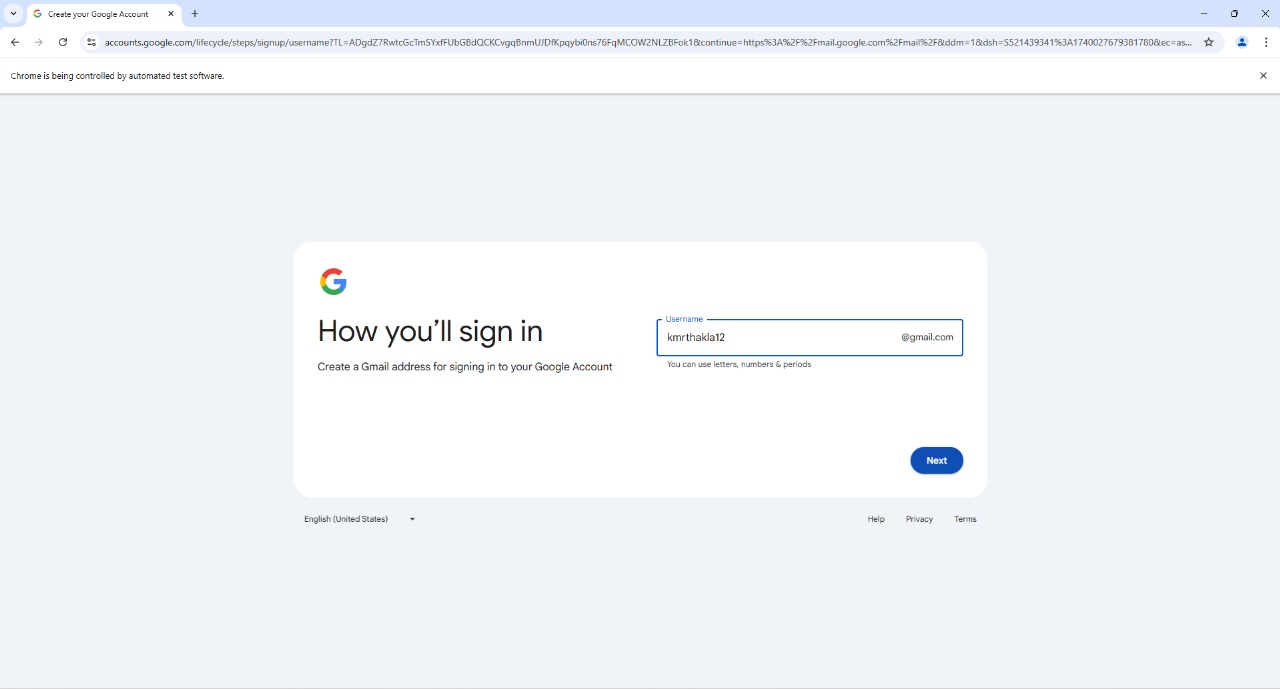 Create your Google Account
accounts.google.com/lifecycle/steps/signup/username?TL=ADgdZ7RwtcGcTmSYvFUbGBdOCKCvgqBnmUJDfKpqybi0ns76FqMCOW2NLZBFok1&continue=https%3A%2F%2Fmail.google.com%2Fmail%2F&ddm=1&dsh=S521439341%3A1740027679381780&ec=as...
Chrome is being controlled by automated test software.
How you'll sign in
Create a Gmail address for signing in to your Google Account
Username
kmrthakla12 @gmail.com
You can use letters, numbers & periods
Next
English (United States)
Help Privacy Terms